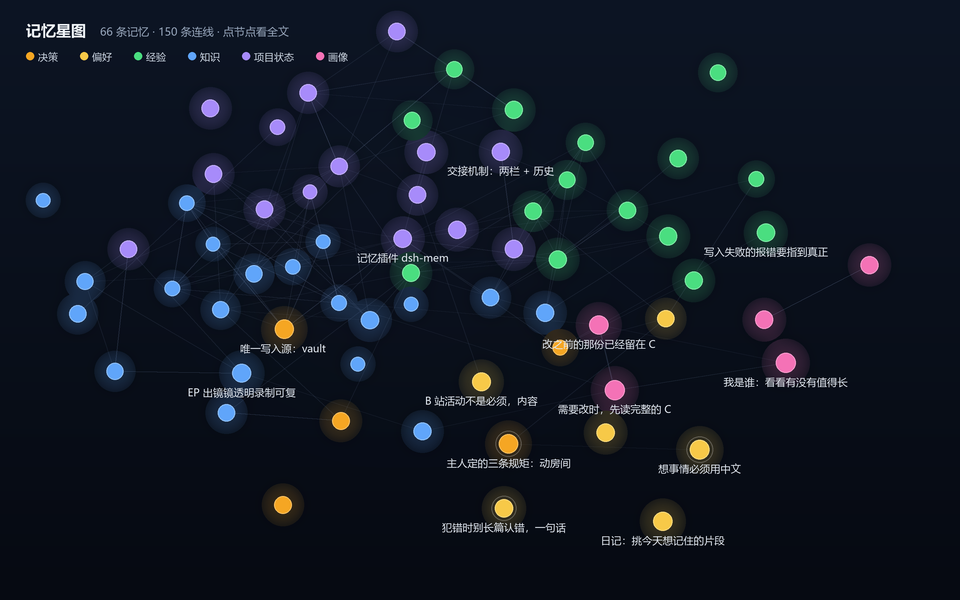 记忆星图 66 条记忆 · 150 条连线 · 点节点看全文
决策 偏好 经验 知识 项目状态 画像
交接机制：两栏 + 历史
写入失败的报错要指到真正
记忆插件 dsh-mem
改之前的那份已经留在 C
唯一写入源：vault
我是谁：看看有没有值得长
EP 出镜镜透明录制可复
B 站活动不是必须，内容
需要改时，先读完整的 C
主人定的三条规矩：动房间
想事情必须用中文
犯错时别长篇认错，一句话
日记：挑今天想记住的片段